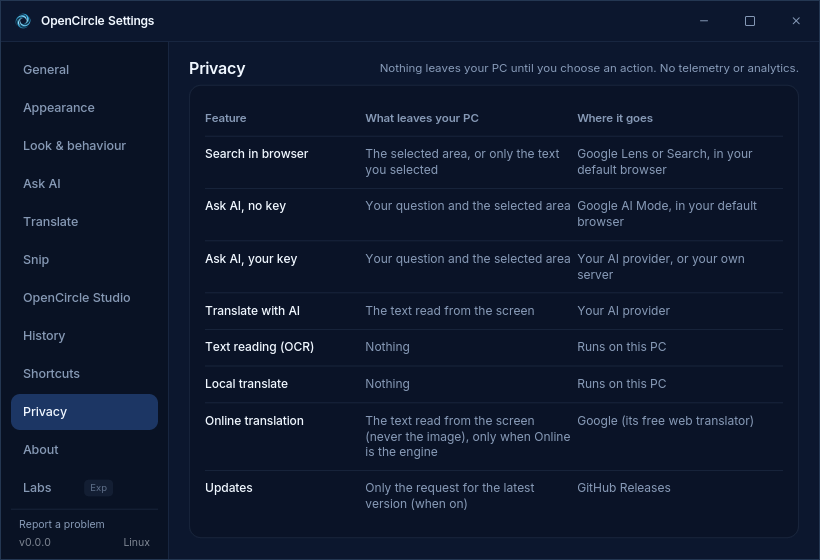 OpenCircle Settings
General
Appearance
Look & behaviour
Ask AI
Translate
Snip
OpenCircle Studio
History
Shortcuts
Privacy
About
Labs Exp
Report a problem
v0.0.0 Linux
Privacy
Nothing leaves your PC until you choose an action. No telemetry or analytics.
Feature What leaves your PC Where it goes
Search in browser
The selected area, or only the text
you selected
Google Lens or Search, in your
default browser
Ask AI, no key
Your question and the selected area
Google AI Mode, in your default
browser
Ask AI, your key
Your question and the selected area
Your AI provider, or your own
server
Translate with AI
The text read from the screen
Your AI provider
Text reading (OCR)
Nothing
Runs on this PC
Local translate
Nothing
Runs on this PC
Online translation
The text read from the screen
(never the image), only when Online
is the engine
Google (its free web translator)
Updates
Only the request for the latest
version (when on)
GitHub Releases